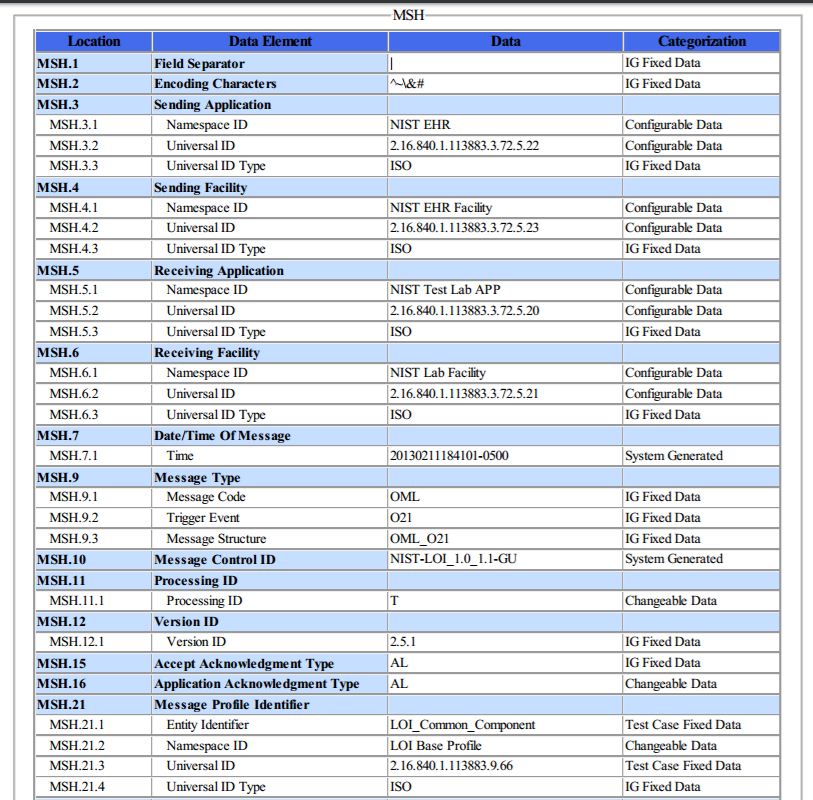 MSH
Location Data Element Data Categorization
MSH.1 Field Separator | IG Fixed Data
MSH.2 Encoding Characters ^~\&# IG Fixed Data
MSH.3 Sending Application
MSH.3.1 Namespace ID NIST EHR Configurable Data
MSH.3.2 Universal ID 2.16.840.1.113883.3.72.5.22 Configurable Data
MSH.3.3 Universal ID Type ISO IG Fixed Data
MSH.4 Sending Facility
MSH.4.1 Namespace ID NIST EHR Facility Configurable Data
MSH.4.2 Universal ID 2.16.840.1.113883.3.72.5.23 Configurable Data
MSH.4.3 Universal ID Type ISO IG Fixed Data
MSH.5 Receiving Application
MSH.5.1 Namespace ID NIST Test Lab APP Configurable Data
MSH.5.2 Universal ID 2.16.840.1.113883.3.72.5.20 Configurable Data
MSH.5.3 Universal ID Type ISO IG Fixed Data
MSH.6 Receiving Facility
MSH.6.1 Namespace ID NIST Lab Facility Configurable Data
MSH.6.2 Universal ID 2.16.840.1.113883.3.72.5.21 Configurable Data
MSH.6.3 Universal ID Type ISO IG Fixed Data
MSH.7 Date/Time Of Message
MSH.7.1 Time 20130211184101-0500 System Generated
MSH.9 Message Type
MSH.9.1 Message Code OML IG Fixed Data
MSH.9.2 Trigger Event O21 IG Fixed Data
MSH.9.3 Message Structure OML_O21 IG Fixed Data
MSH.10 Message Control ID NIST-LOI_1.0_1.1-GU System Generated
MSH.11 Processing ID
MSH.11.1 Processing ID T Changeable Data
MSH.12 Version ID
MSH.12.1 Version ID 2.5.1 IG Fixed Data
MSH.15 Accept Acknowledgment Type AL IG Fixed Data
MSH.16 Application Acknowledgment Type AL Changeable Data
MSH.21 Message Profile Identifier
MSH.21.1 Entity Identifier LOI_Common_Component Test Case Fixed Data
MSH.21.2 Namespace ID LOI Base Profile Changeable Data
MSH.21.3 Universal ID 2.16.840.1.113883.9.66 Test Case Fixed Data
MSH.21.4 Universal ID Type ISO IG Fixed Data